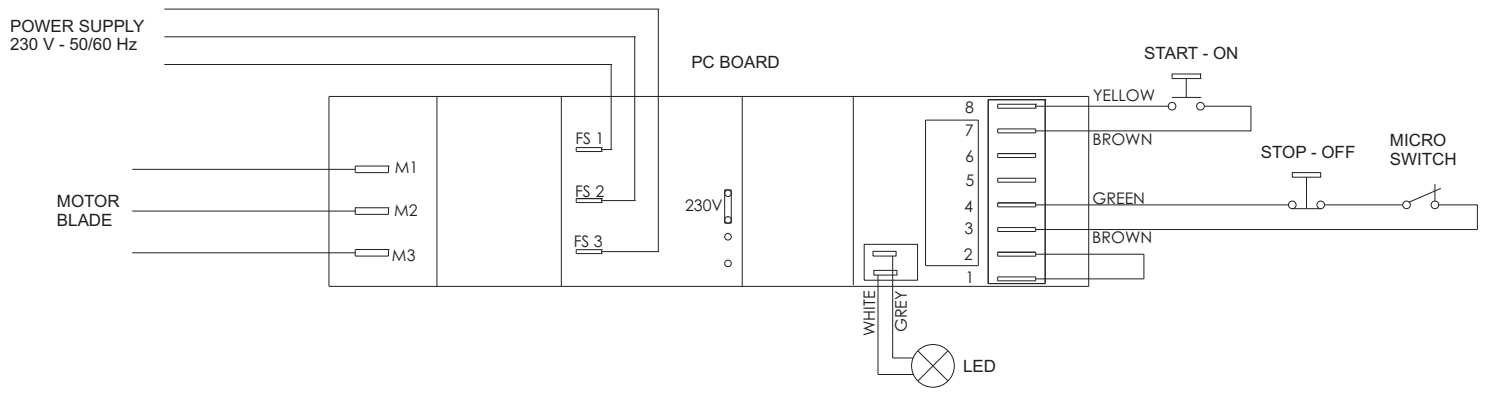 POWER SUPPLY
230 V - 50/60 Hz
PC BOARD
START - ON
YELLOW
8
7
BROWN
6
5
STOP - OFF
MICRO
SWITCH
GREEN
4
3
BROWN
2
1
FS 1
FS 2
FS 3
230V
M1
M2
M3
MOTOR
BLADE
WHITE
GREY
LED